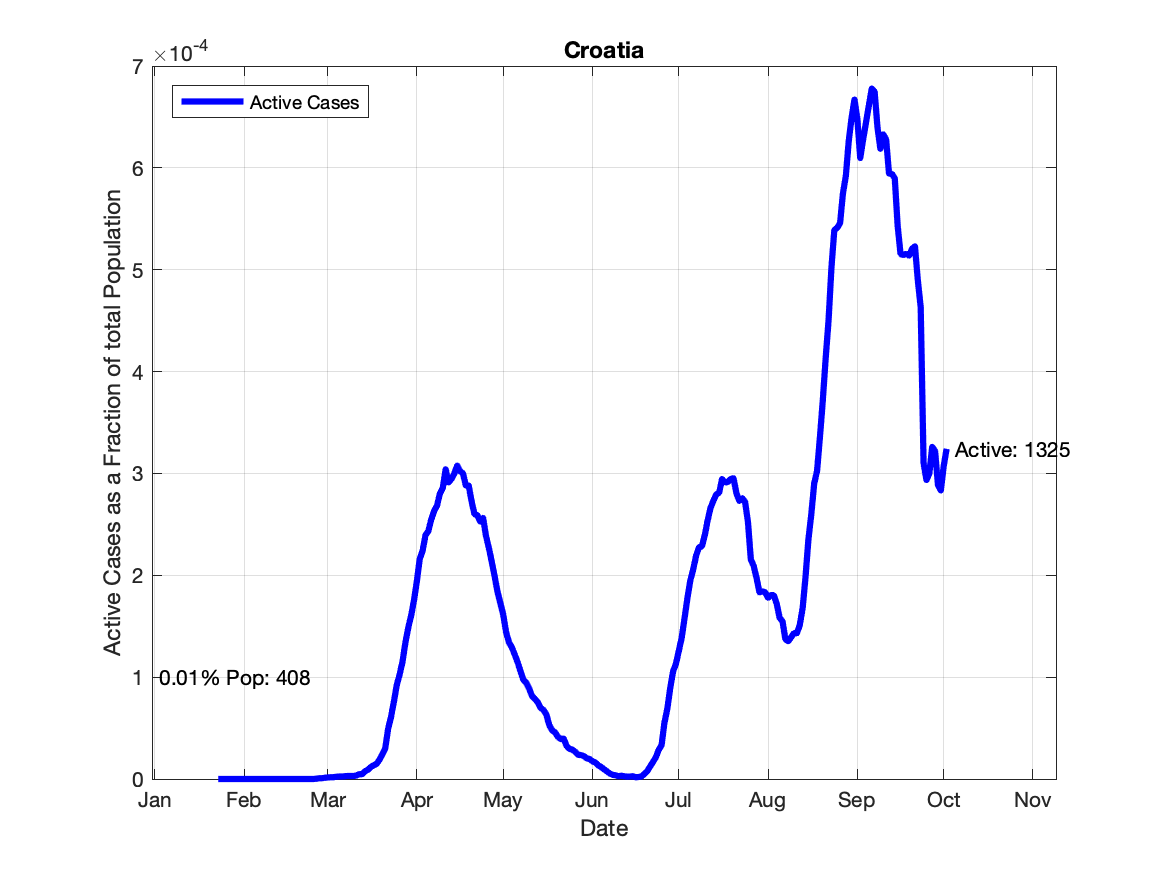 Croatia
×10-4
Active Cases
7
6
5
4
3
2
1
0
Active Cases as a Fraction of total Population
Active: 1325
0.01% Pop: 408
Jan Feb Mar Apr May Jun Jul Aug Sep Oct Nov
Date